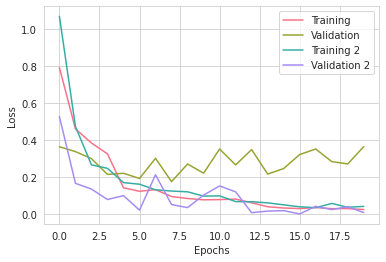 Training
Validation
Training 2
Validation 2
1.0
0.8
0.6
0.4
0.2
0.0
Loss
0.0 2.5 5.0 7.5 10.0 12.5 15.0 17.5
Epochs